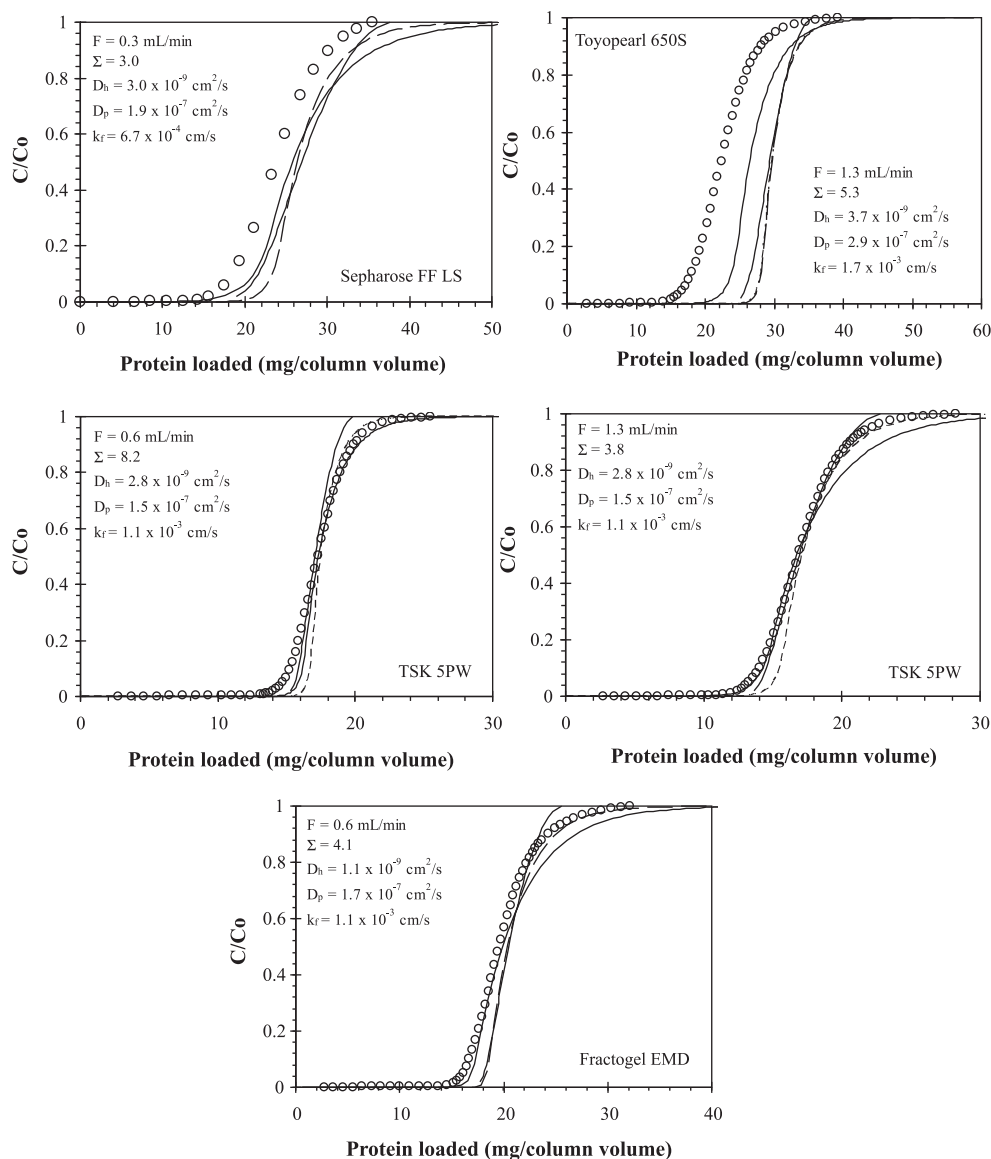 C/Co
1
0.8
0.6
0.4
0.2
0
F = 0.3 mL/min
Σ = 3.0
Dₕ = 3.0 x 10⁻⁹ cm²/s
Dₚ = 1.9 x 10⁻⁷ cm²/s
k_f = 6.7 x 10⁻⁴ cm/s
Sepharose FF LS
0 10 20 30 40 50
Protein loaded (mg/column volume)
C/Co
1
0.8
0.6
0.4
0.2
0
Toyopearl 650S
F = 1.3 mL/min
Σ = 5.3
Dₕ = 3.7 x 10⁻⁹ cm²/s
Dₚ = 2.9 x 10⁻⁷ cm²/s
k_f = 1.7 x 10⁻³ cm/s
0 10 20 30 40 50 60
Protein loaded (mg/column volume)
C/Co
1
0.8
0.6
0.4
0.2
0
F = 0.6 mL/min
Σ = 8.2
Dₕ = 2.8 x 10⁻⁹ cm²/s
Dₚ = 1.5 x 10⁻⁷ cm²/s
k_f = 1.1 x 10⁻³ cm/s
TSK 5PW
0 10 20 30
Protein loaded (mg/column volume)
C/Co
1
0.8
0.6
0.4
0.2
0
F = 1.3 mL/min
Σ = 3.8
Dₕ = 2.8 x 10⁻⁹ cm²/s
Dₚ = 1.5 x 10⁻⁷ cm²/s
k_f = 1.1 x 10⁻³ cm/s
TSK 5PW
0 10 20 30
Protein loaded (mg/column volume)
C/Co
1
0.8
0.6
0.4
0.2
0
F = 0.6 mL/min
Σ = 4.1
Dₕ = 1.1 x 10⁻⁹ cm²/s
Dₚ = 1.7 x 10⁻⁷ cm²/s
k_f = 1.1 x 10⁻³ cm/s
Fractogel EMD
0 10 20 30 40
Protein loaded (mg/column volume)